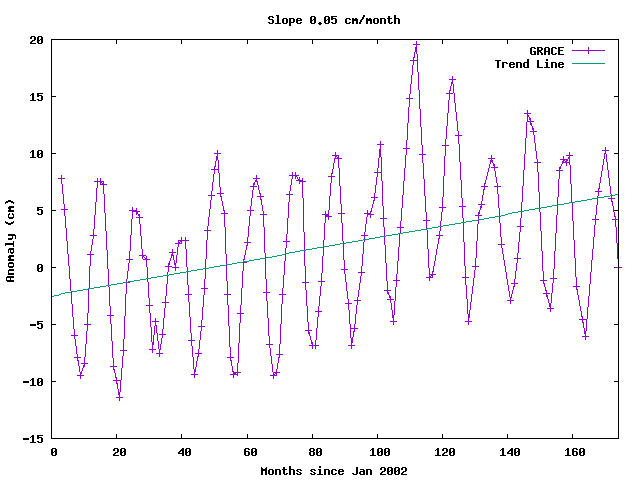 Slope 0.05 cm/month
GRACE
Trend Line
Anomaly (cm)
20
15
10
5
0
-5
-10
-15
0 20 40 60 80 100 120 140 160
Months since Jan 2002